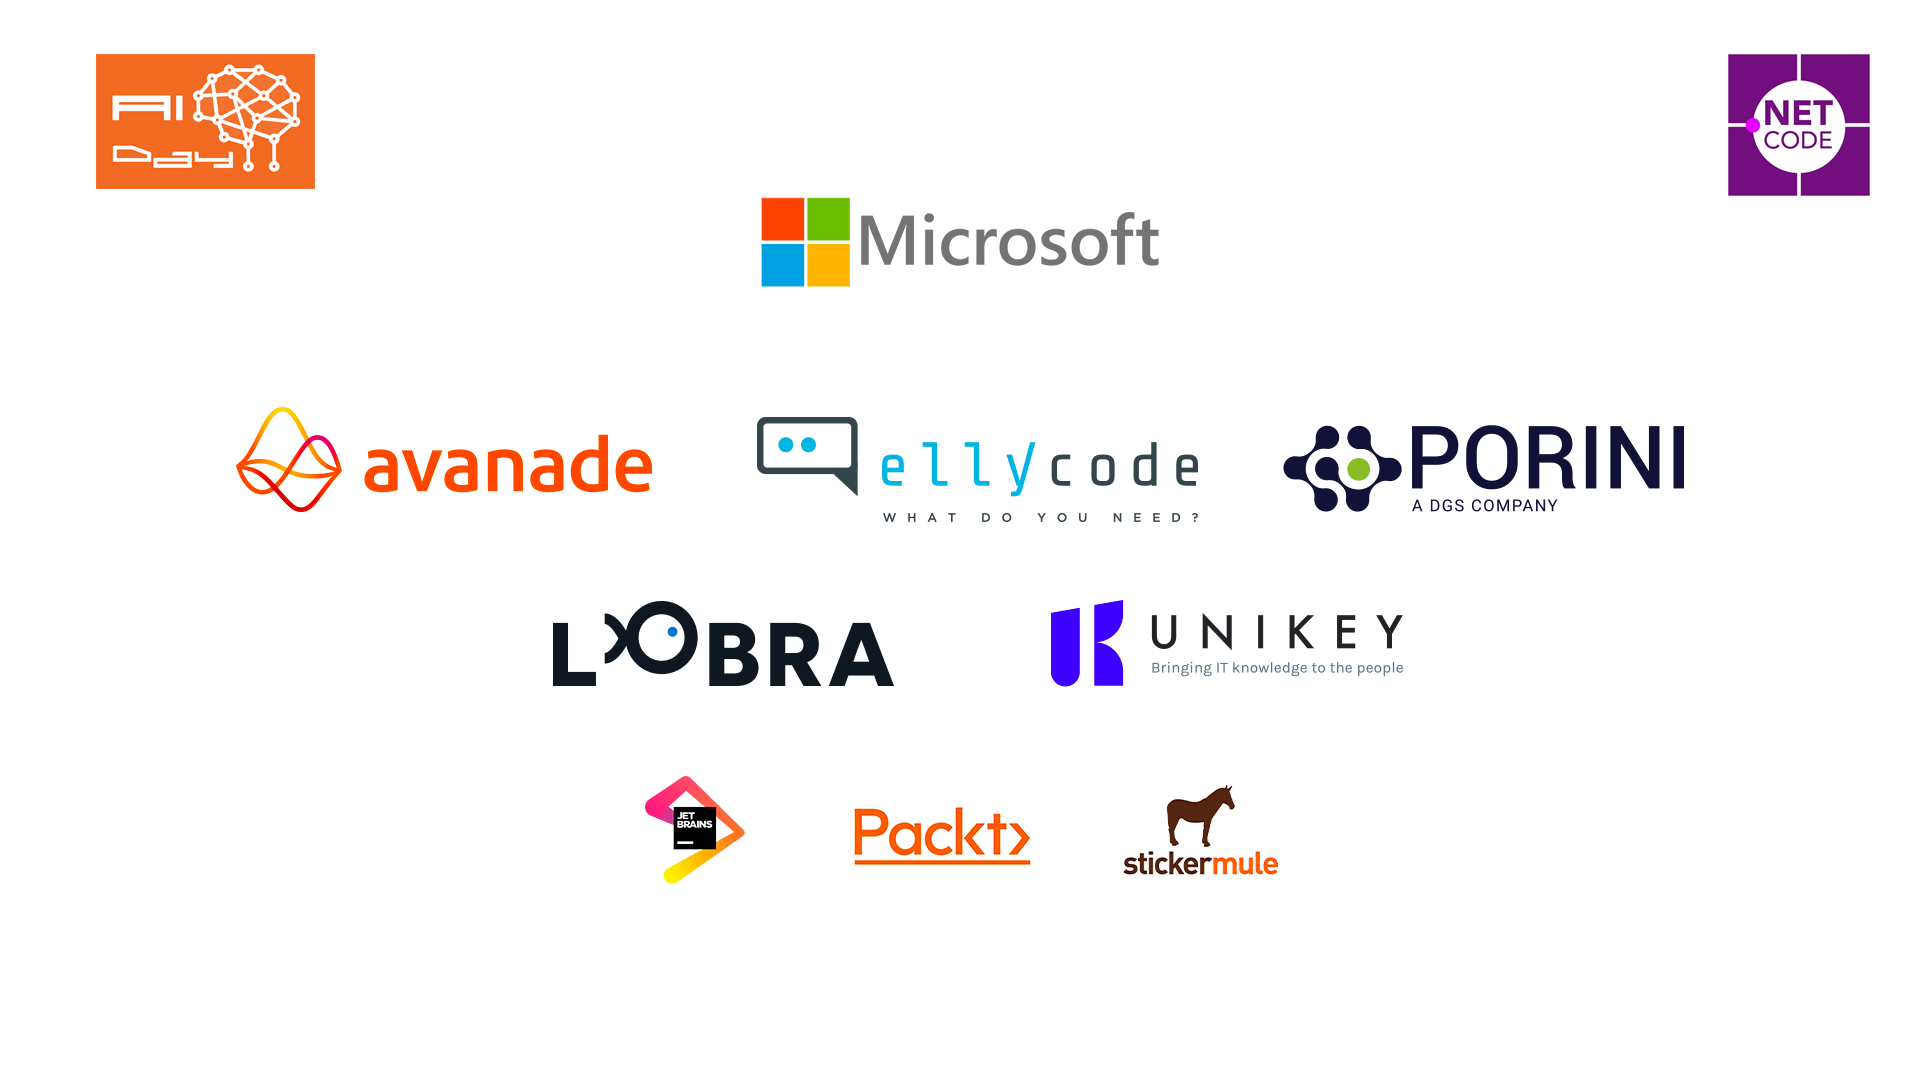 AI
Day
NET
CODE
Microsoft
avanade
ellycode
WHAT DO YOU NEED?
PORINI
A DGS COMPANY
LOBRA
UNIKEY
Bringing IT knowledge to the people
JET
BRAINS
Packt
stickermule